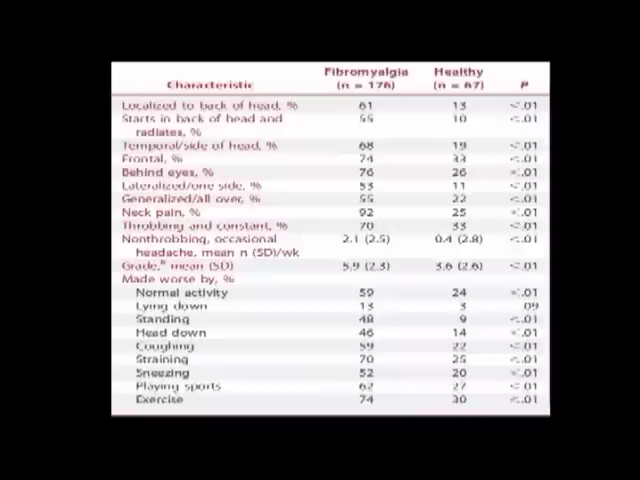 Characteristic Fibromyalgia (n = 176) Healthy (n = 67) P
Localized to back of head, % 61 13 <.01
Starts in back of head and
radiates, % 55 10 <.01
Temporal/side of head, % 68 19 <.01
Frontal, % 74 33 <.01
Behind eyes, % 76 26 <.01
Lateralized/one side, % 53 11 <.01
Generalized/all over, % 55 22 <.01
Neck pain, % 92 25 <.01
Throbbing and constant, % 70 33 <.01
Nonthrobbing, occasional 2.1 (2.5) 0.4 (2.8) <.01
headache, mean n (SD)/wk
Grade, mean (SD) 5.9 (2.3) 3.6 (2.6) <.01
Made worse by, %
Normal activity 59 24 <.01
Lying down 13 3 .09
Standing 48 9 <.01
Head down 46 14 <.01
Coughing 59 22 <.01
Straining 70 25 <.01
Sneezing 52 20 <.01
Playing sports 62 27 <.01
Exercise 74 30 <.01